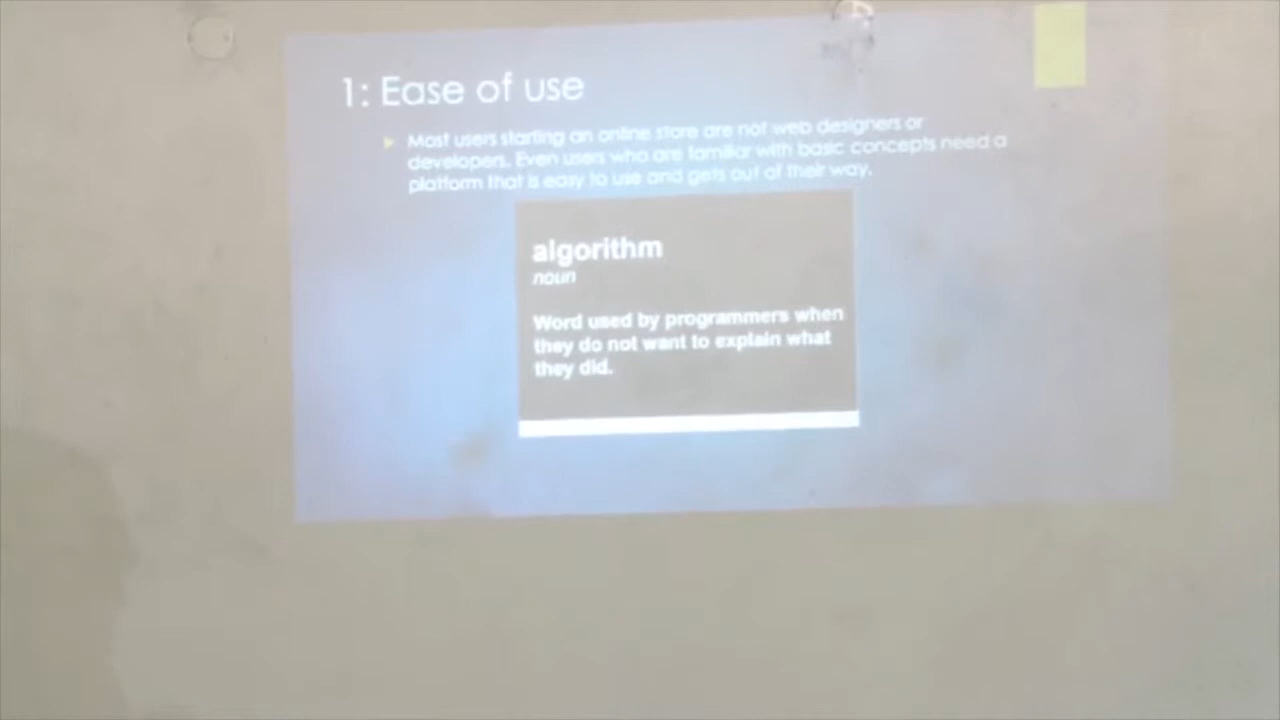 1: Ease of use
Most users starting an online store are not web designers or
developers. Even users who are familiar with basic concepts need a
platform that is easy to use and gets out of their way.
algorithm
noun
Word used by programmers when
they do not want to explain what
they did.